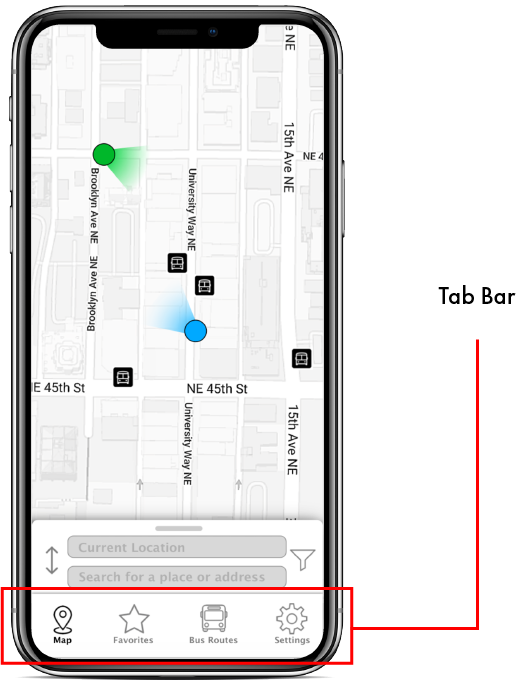 NE
15th Ave NE
NE 4
Brooklyn Ave NE
University Way NE
Brooklyn Ave NE
Tab Bar
NE 45th St
NE 45th St
University Way NE
15th Ave NE
Current Location
Search for a place or address
Map
Favorites
Bus Routes
Settings